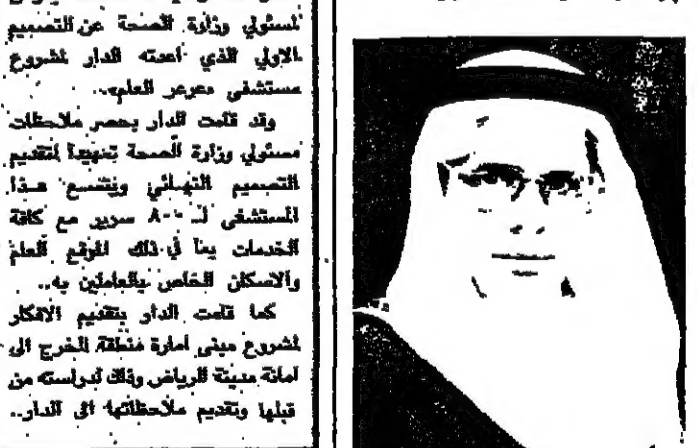 لمسئولي وزارة الصحة عن التصميم
الاولي الذي اعدته الدار لمشروع
مستشفى «عرعر العام»..
وقد قامت الدار بحصر ملاحظات
مسئولي وزارة الصحة تمهيدا لتقديم
التصميم النهائي ويتسع هذا
المستشفى لـ ٨٠٠ سرير مع كافة
الخدمات بما في ذلك الموقع العام
والاسكان الخاص بالعاملين به..
كما قامت الدار بتقديم الافكار
لمشروع مبنى امارة منطقة الخرج الى
امانة مدينة الرياض وذلك لدراسته من
قبلها وتقديم ملاحظاتها الى الدار..